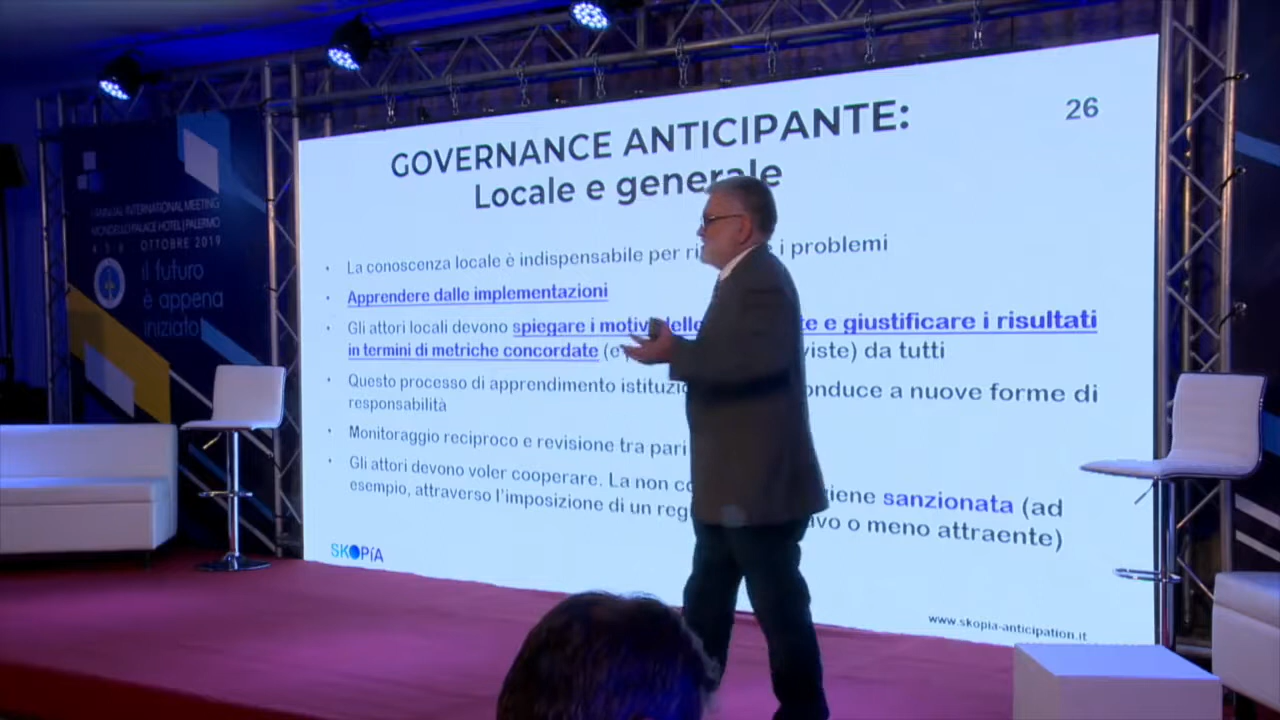 GOVERNANCE ANTICIPANTE:
26
Locale e generale
• La conoscenza locale è indispensabile per i problemi
• Apprendere dalle implementazioni
• Gli attori locali devono spiegare i motivi delle e giustificare i risultati
in termini di metriche concordate da tutti
• Questo processo di apprendimento conduce a nuove forme di
responsabilità
• Monitoraggio reciproco e revisione tra pari
• Gli attori devono voler cooperare. La non viene sanzionata (ad
esempio, attraverso l'imposizione di un o meno attraente)
SKOPÍA
www.skopia-anticipation.it
I ANNUAL INTERNATIONAL MEETING
MONDELLO PALACE HOTEL | PALERMO
OTTOBRE 2019
il futuro
è appena
iniziato!